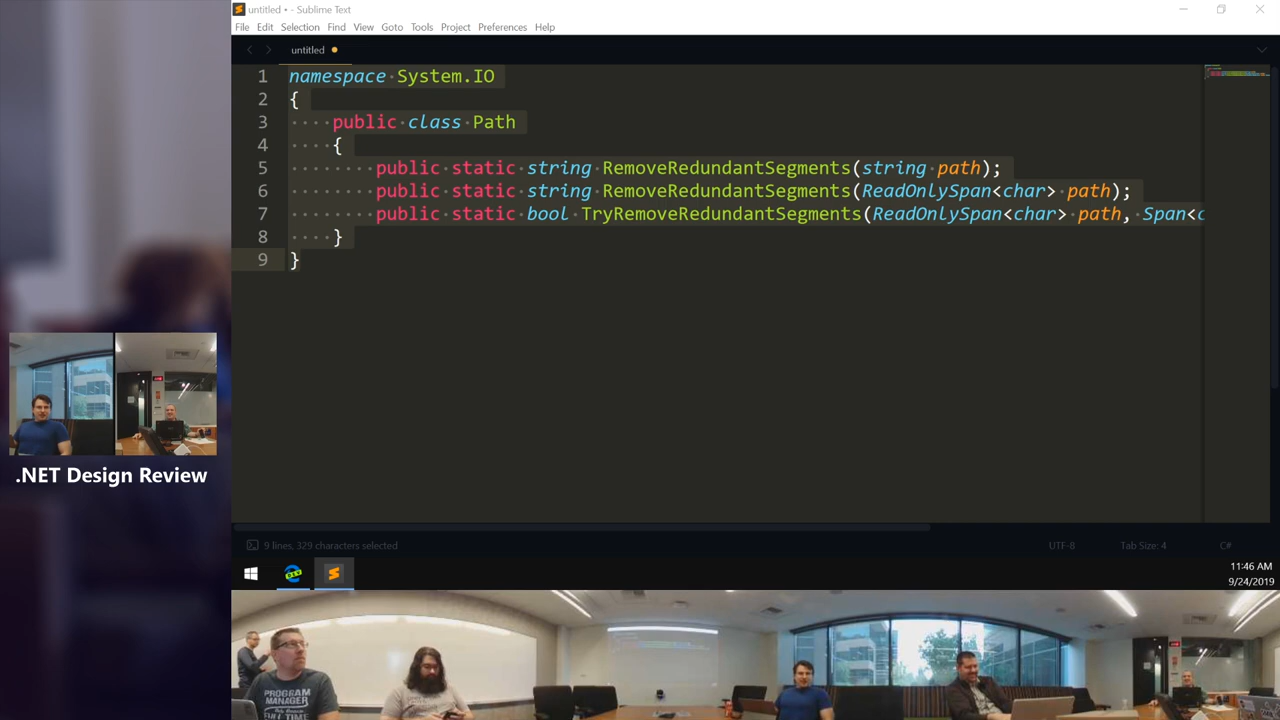 untitled • - Sublime Text
File Edit Selection Find View Goto Tools Project Preferences Help
untitled
1 namespace System.IO
2 {
3 public class Path
4 {
5 public static string RemoveRedundantSegments(string path);
6 public static string RemoveRedundantSegments(ReadOnlySpan<char> path);
7 public static bool TryRemoveRedundantSegments(ReadOnlySpan<char> path, Span<c
8 }
9 }
.NET Design Review
9 lines, 329 characters selected
UTF-8
Tab Size: 4
C#
DEV
11:46 AM
9/24/2019
PROGRAM
MANAGER
FULL TIME